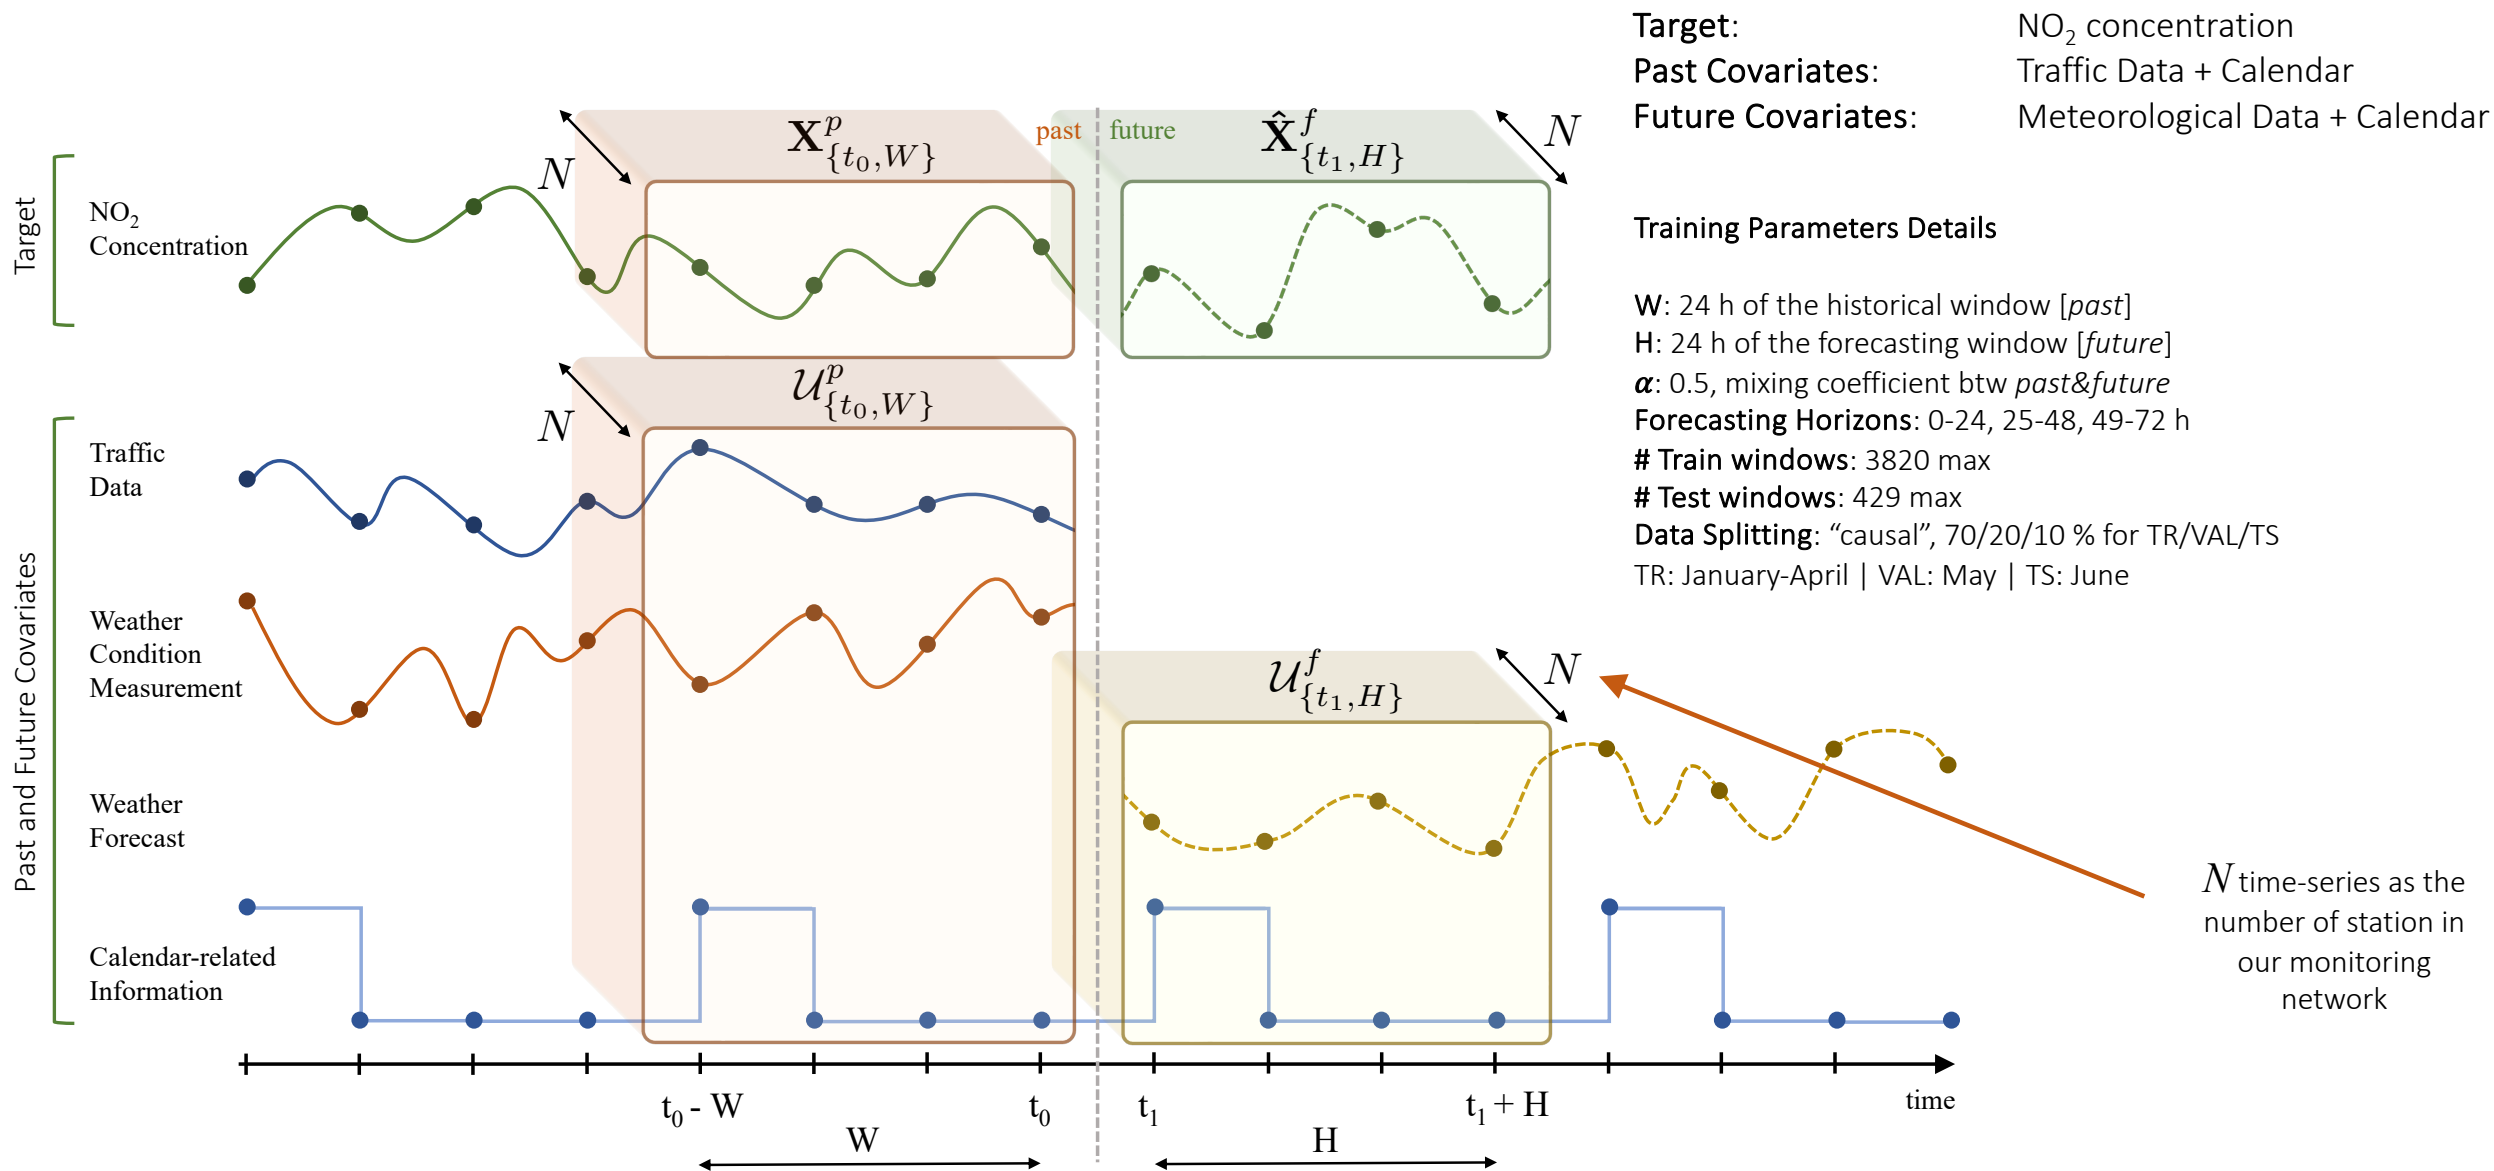 Target: NO₂ concentration
Past Covariates: Traffic Data + Calendar
Future Covariates: Meteorological Data + Calendar
Training Parameters Details
W: 24 h of the historical window [past]
H: 24 h of the forecasting window [future]
α: 0.5, mixing coefficient btw past&future
Forecasting Horizons: 0-24, 25-48, 49-72 h
# Train windows: 3820 max
# Test windows: 429 max
Data Splitting: “causal”, 70/20/10 % for TR/VAL/TS
TR: January-April | VAL: May | TS: June
Target
NO₂
Concentration
N
X^p_{t₀,W}
past
future
X̂^f_{t₁,H}
N
Past and Future Covariates
N
𝒰^p_{t₀,W}
Traffic
Data
Weather
Condition
Measurement
𝒰^f_{t₁,H}
N
Weather
Forecast
Calendar-related
Information
N time-series as the
number of station in
our monitoring
network
t₀ - W
t₀
t₁
t₁ + H
time
W
H